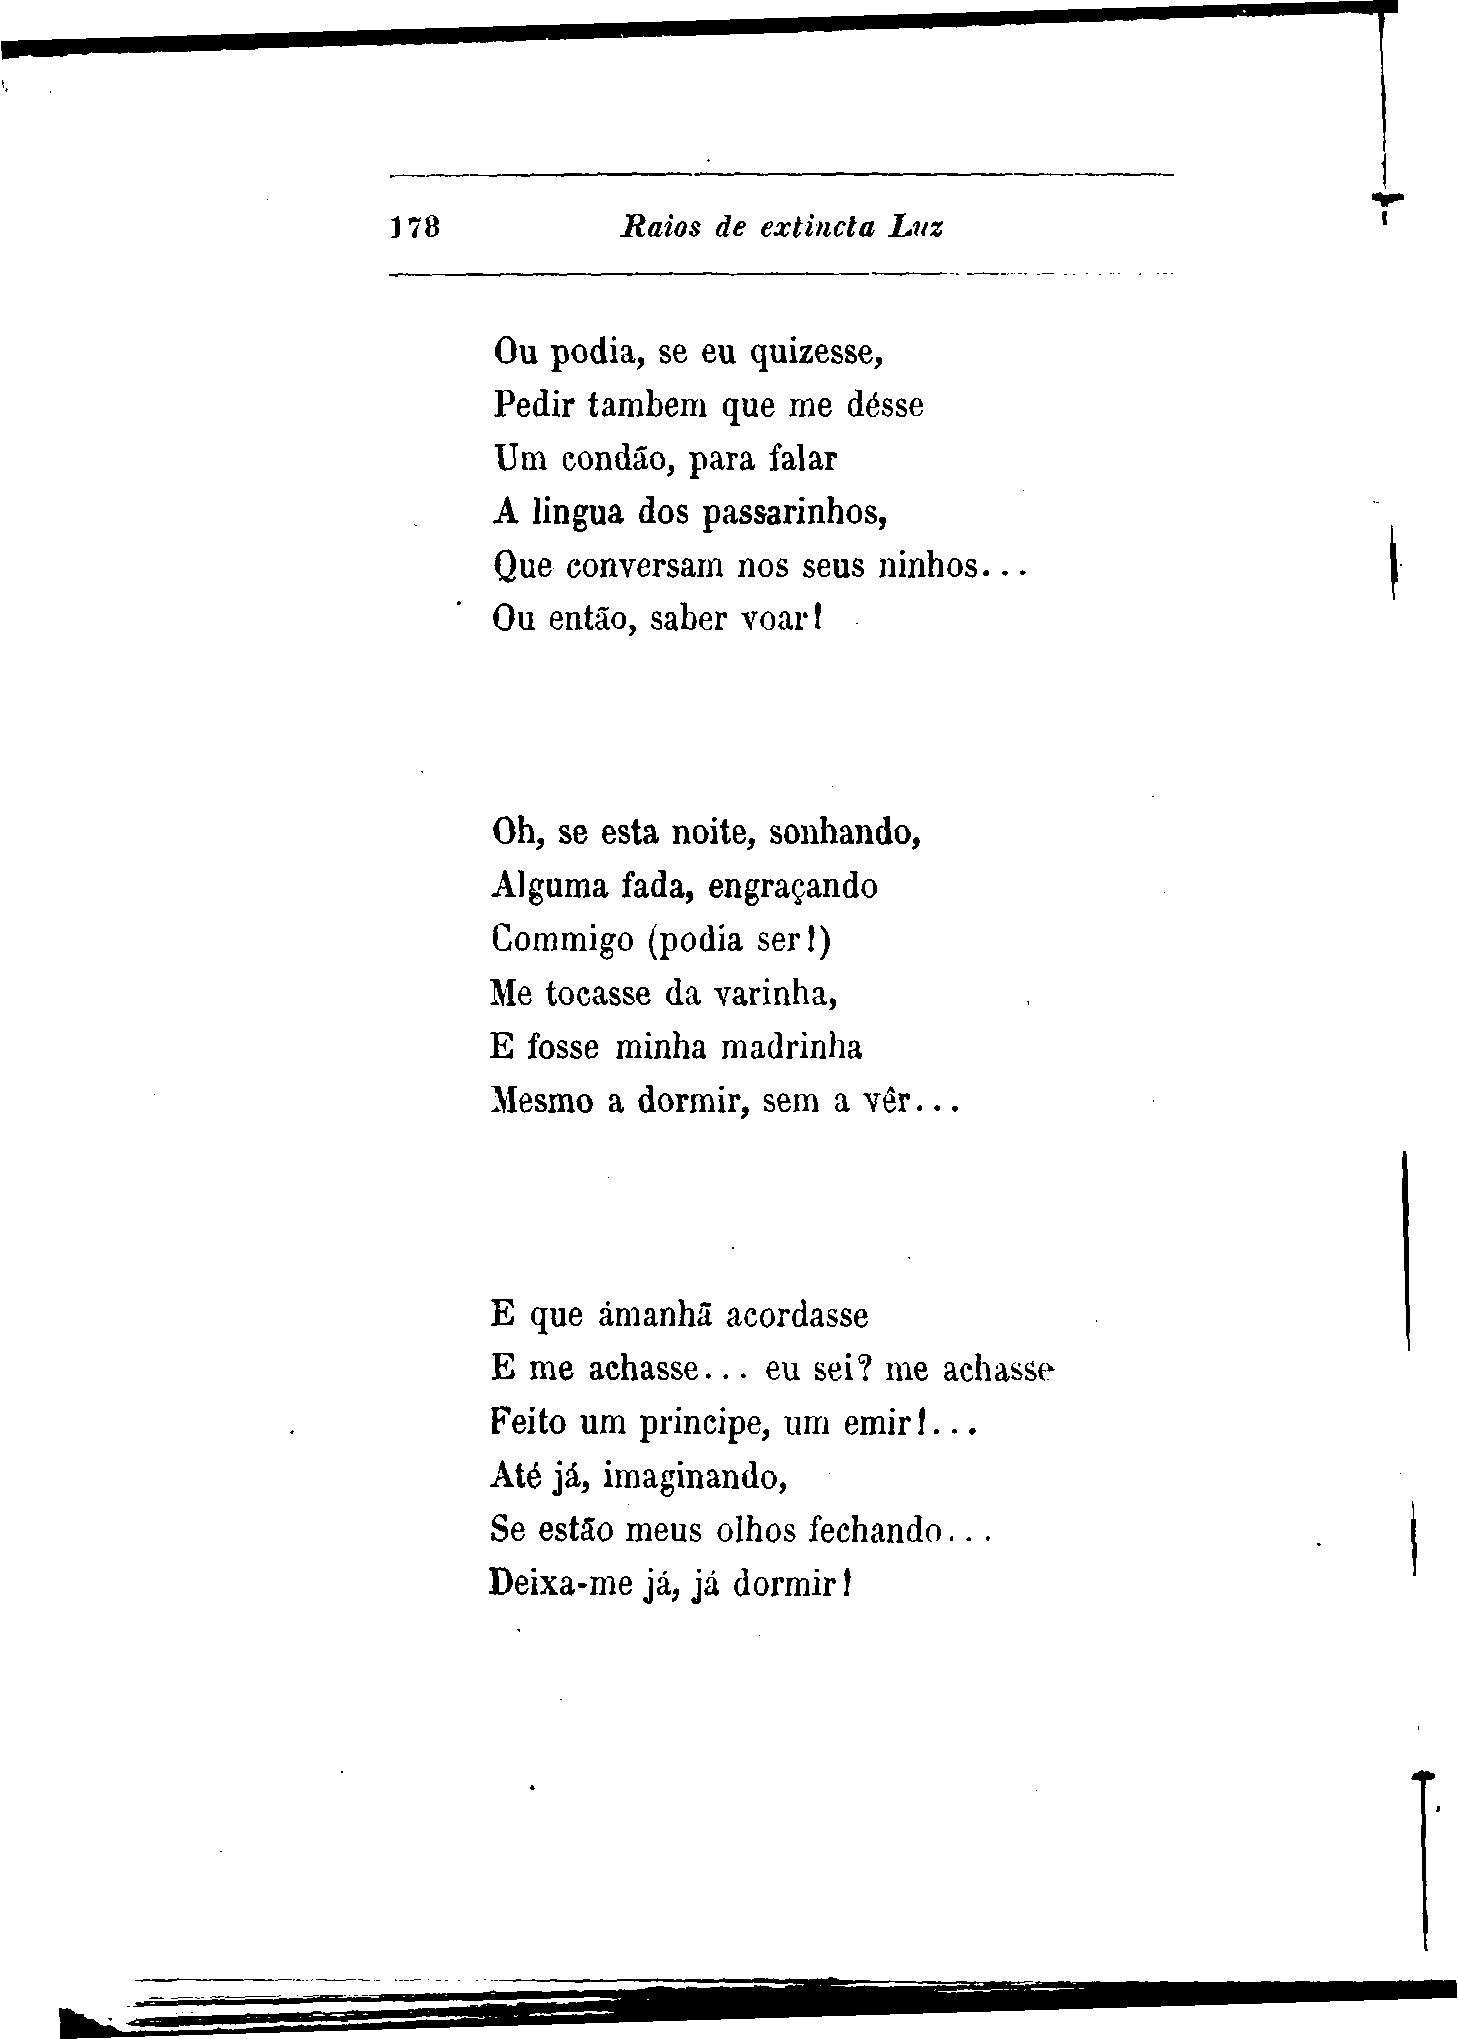 178 Raios de extincta Luz
Ou podia, se eu quizesse,
Pedir tambem que me désse
Um condão, para falar
A lingua dos passarinhos,
Que conversam nos seus ninhos...
Ou então, saber voar!
Oh, se esta noite, sonhando,
Alguma fada, engraçando
Commigo (podia ser!)
Me tocasse da varinha,
E fosse minha madrinha
Mesmo a dormir, sem a vêr...
E que ámanhã acordasse
E me achasse... eu sei? me achasse
Feito um principe, um emir!...
Até já, imaginando,
Se estão meus olhos fechando...
Deixa-me já, já dormir!